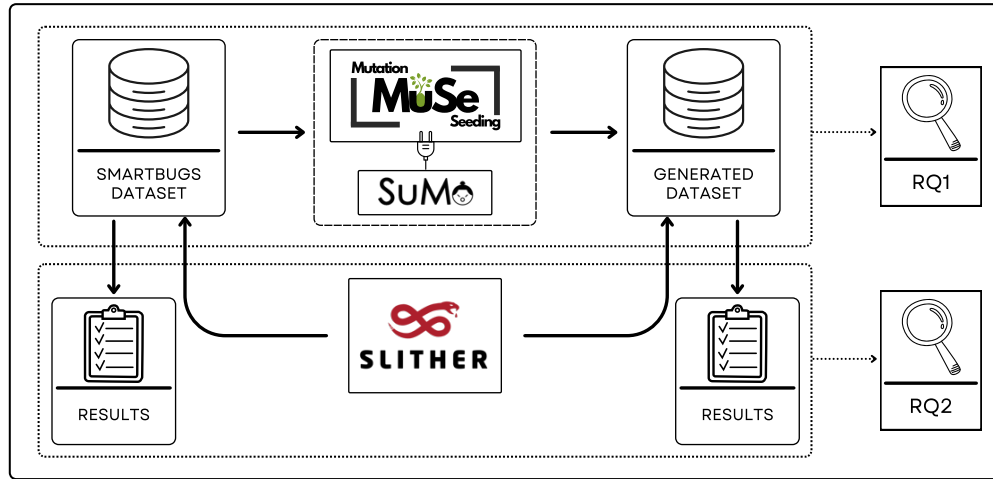 Mutation
MuSe
Seeding
SuMo
SMARTBUGS
DATASET
GENERATED
DATASET
RQ1
SLITHER
RESULTS
RESULTS
RQ2